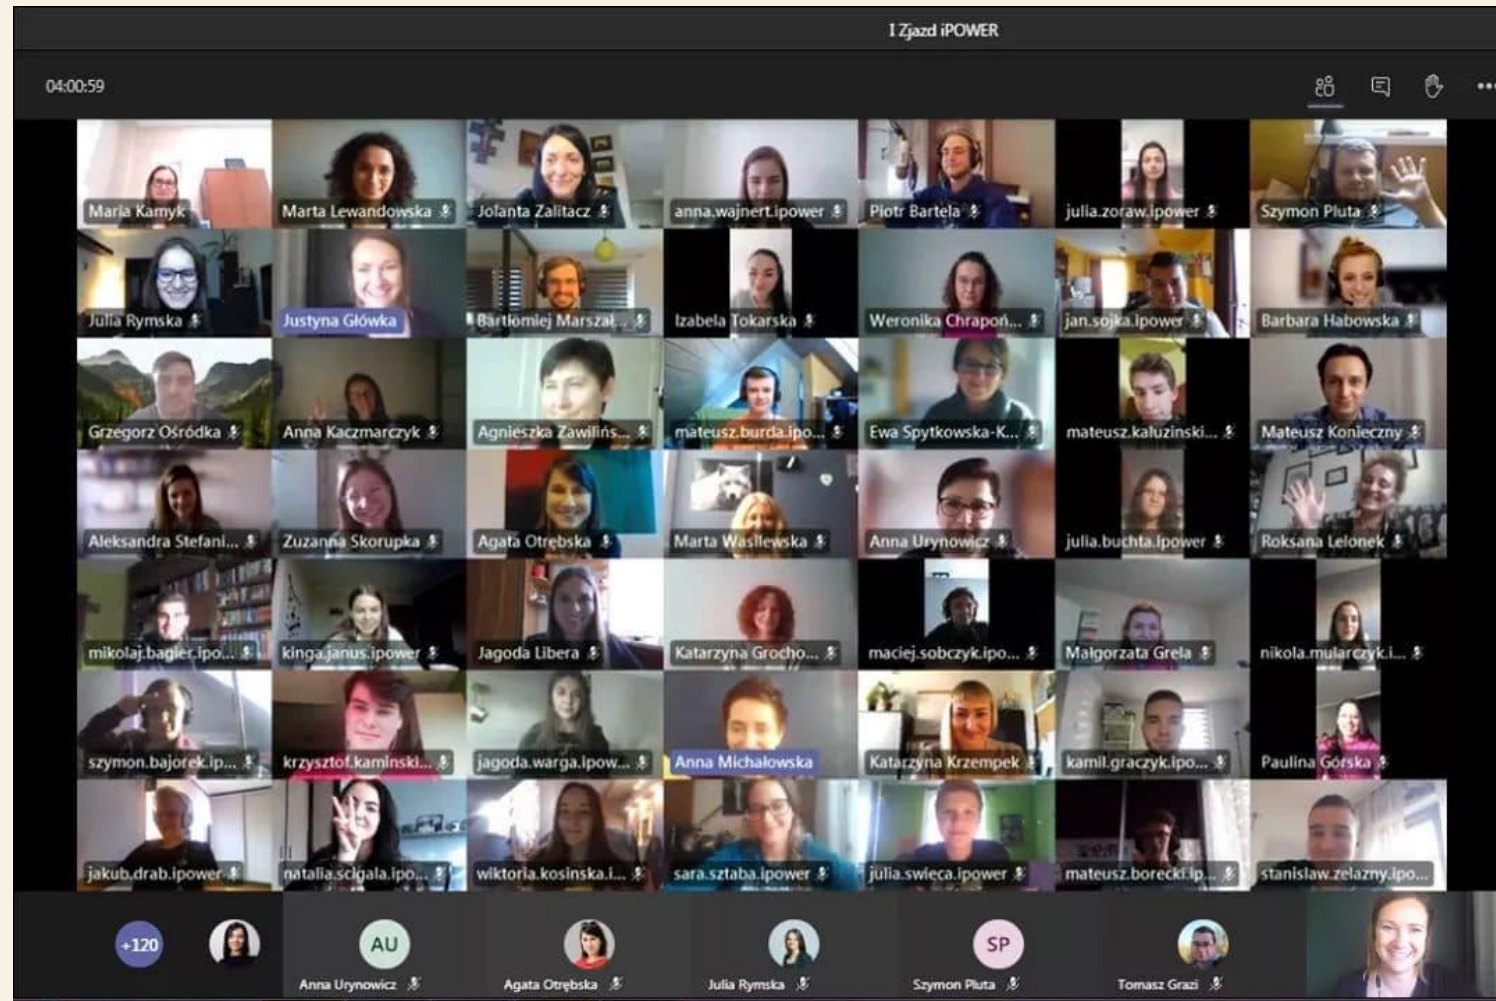 I Zjazd iPOWER
04:00:59
Maria Kamyk
Marta Lewandowska
Jolanta Zalitacz
anna.wajnert.ipower
Piotr Bartela
julia.zoraw.ipower
Szymon Pluta
Julia Rymska
Justyna Główka
Bartłomiej Marszał...
Izabela Tokarska
Weronika Chrapoń...
jan.sojka.ipower
Barbara Habowska
Grzegorz Ośródka
Anna Kaczmarczyk
Agnieszka Zawilińs...
mateusz.burda.ipo...
Ewa Spytkowska-K...
mateusz.kaluzinski...
Mateusz Konieczny
Aleksandra Stefani...
Zuzanna Skorupka
Agata Otrębska
Marta Wasilewska
Anna Urynowicz
julia.buchta.ipower
Roksana Lelonek
mikolaj.bagier.ipo...
kinga.janus.ipower
Jagoda Libera
Katarzyna Grocho...
maciej.sobczyk.ipo...
Małgorzata Grela
nikola.mularczyk.i...
szymon.bajorek.ip...
krzysztof.kaminski...
jagoda.warga.ipow...
Anna Michałowska
Katarzyna Krzempek
kamil.graczyk.ipo...
Paulina Górska
jakub.drab.ipower
natalia.scigala.ipo...
wiktoria.kosinska.i...
sara.sztaba.ipower
julia.swieca.ipower
mateusz.borecki.ip...
stanislaw.zelazny.ipo...
+120
AU
SP
Anna Urynowicz
Agata Otrębska
Julia Rymska
Szymon Pluta
Tomasz Grazi